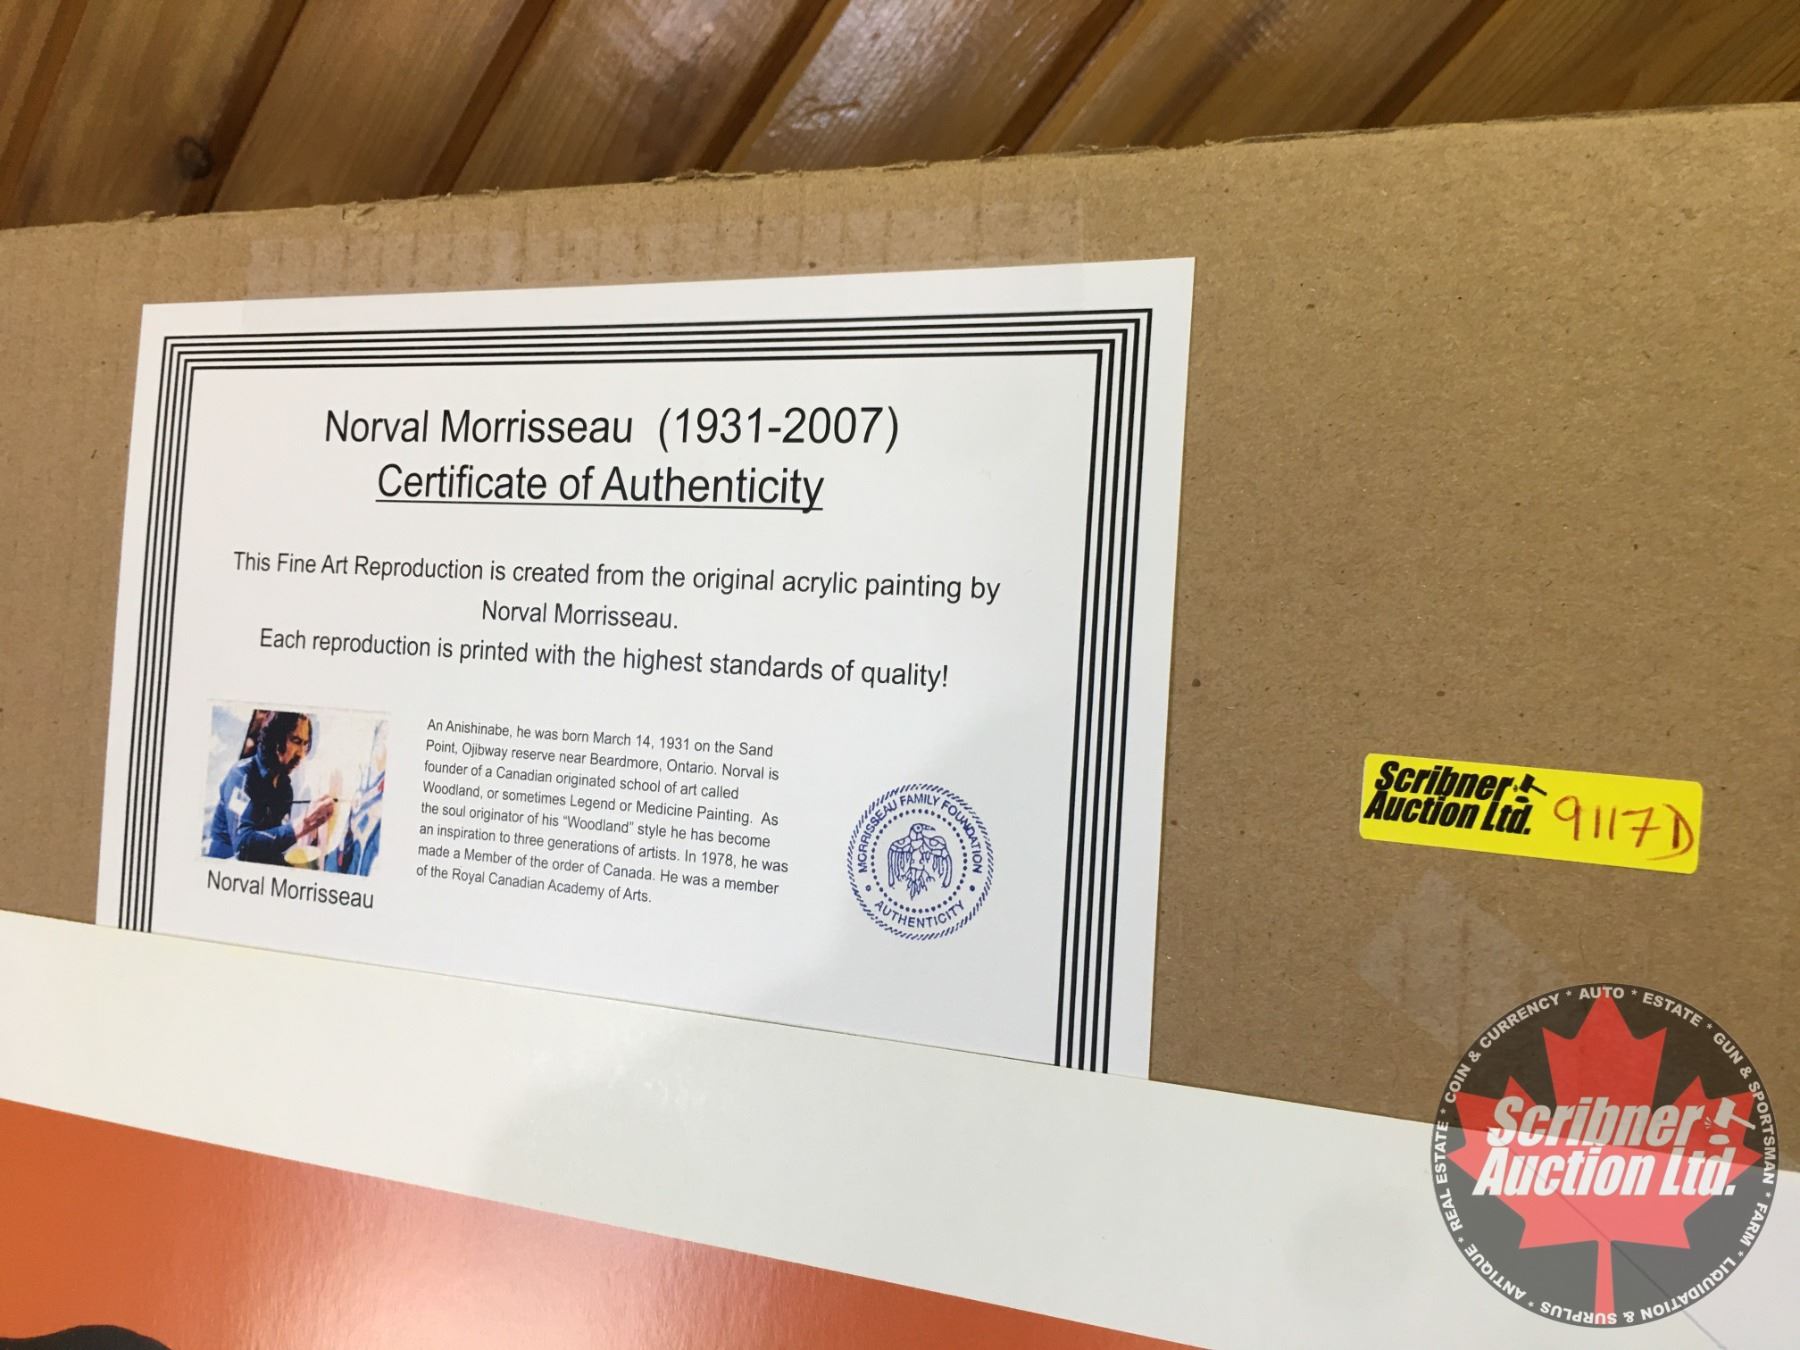 Norval Morrisseau (1931-2007)
Certificate of Authenticity
This Fine Art Reproduction is created from the original acrylic painting by
Norval Morrisseau.
Each reproduction is printed with the highest standards of quality!
An Anishinabe, he was born March 14, 1931 on the Sand
Point, Ojibway reserve near Beardmore, Ontario. Norval is
founder of a Canadian originated school of art called
Woodland, or sometimes Legend or Medicine Painting. As
the soul originator of his "Woodland" style he has become
an inspiration to three generations of artists. In 1978, he was
made a Member of the order of Canada. He was a member
of the Royal Canadian Academy of Arts.
Norval Morrisseau
MORRISSEAU FAMILY FOUNDATION
• AUTHENTICITY •
Scribner
Auction Ltd.
9117D
COIN & CURRENCY * AUTO * ESTATE * GUN & SPORTSMAN * FARM * LIQUIDATION & SURPLUS * ANTIQUE * REAL ESTATE *
Scribner
Auction Ltd.